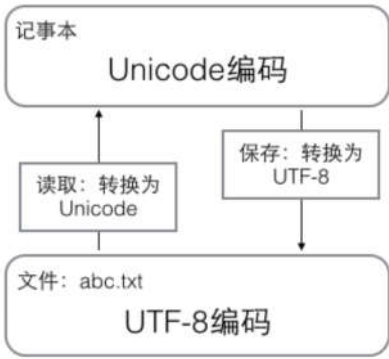 记事本
Unicode编码
读取：转换为
Unicode
保存：转换为
UTF-8
文件：abc.txt
UTF-8编码